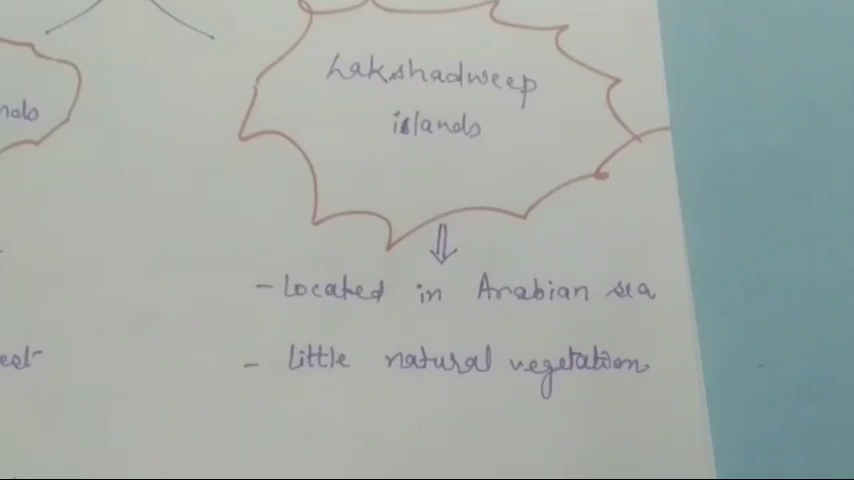 Lakshadweep
islands
- Located in Arabian sea
- Little natural vegetation